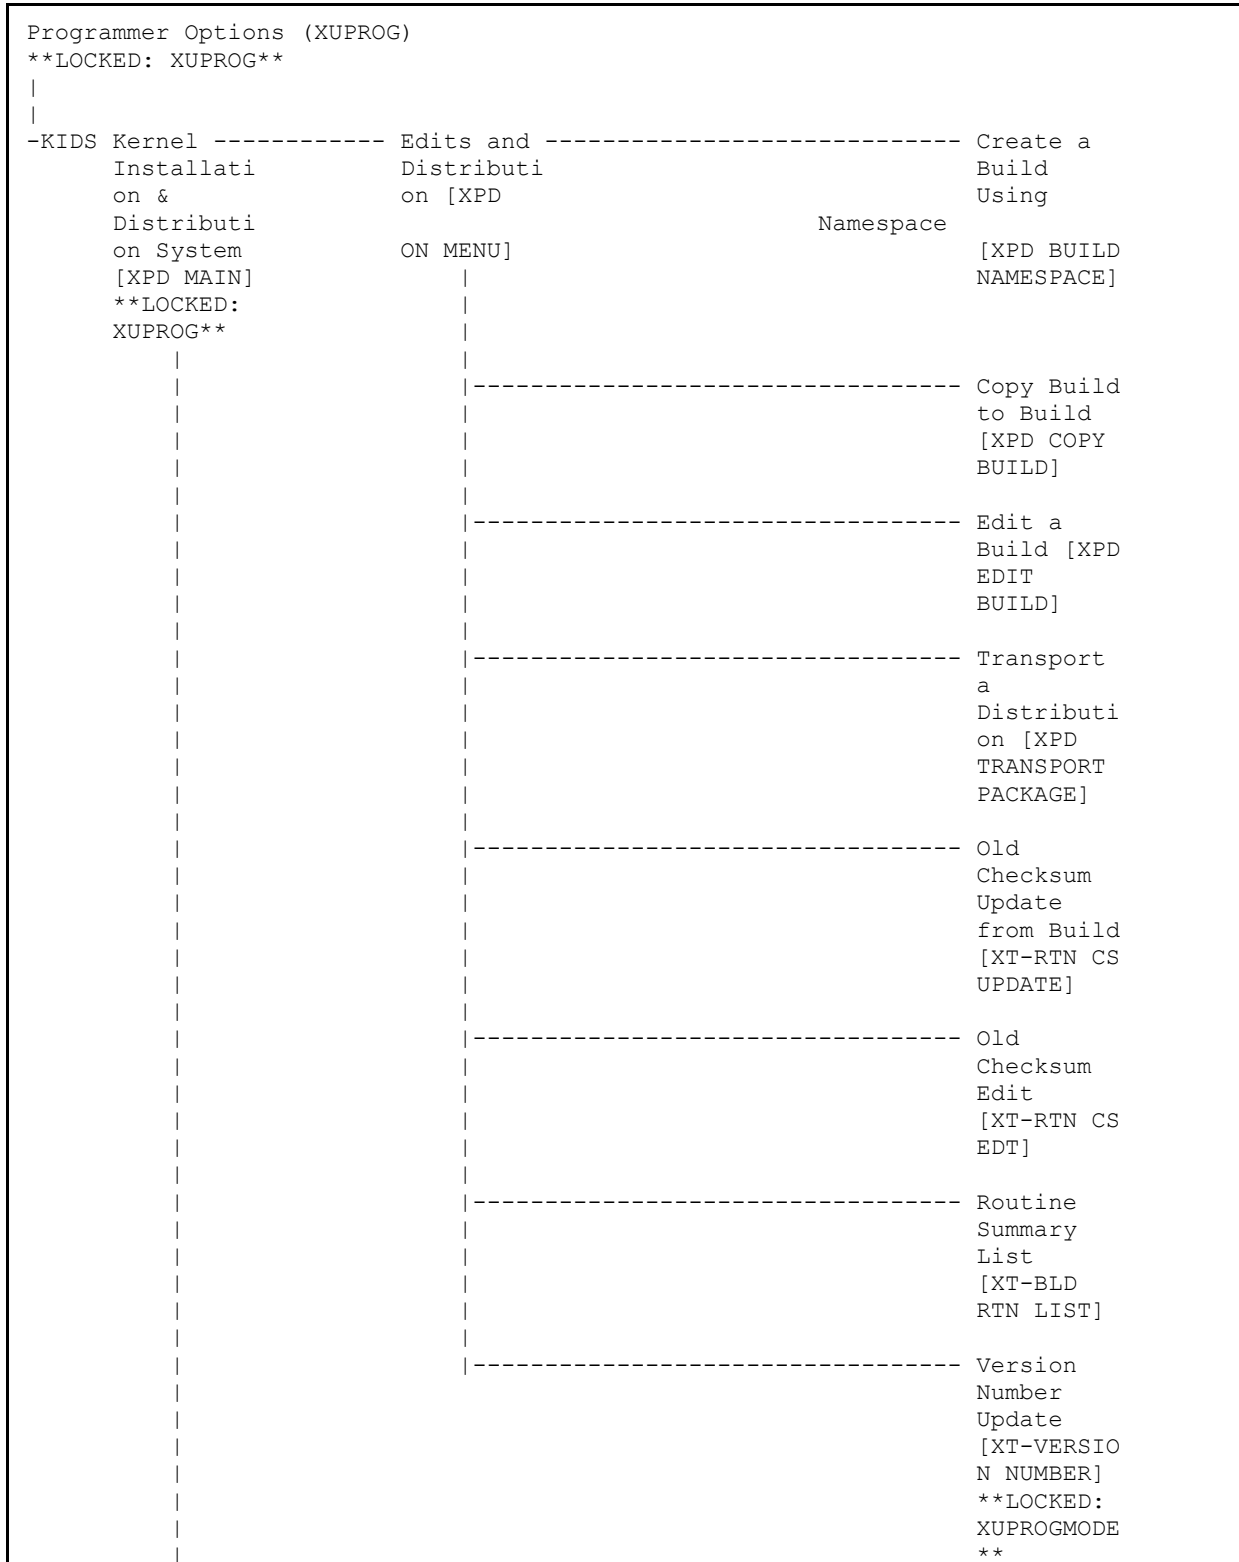 Programmer Options (XUPROG)
**LOCKED: XUPROG**
|
|
-KIDS Kernel ------------ Edits and ----------------------------- Create a
      Installati          Distributi                              Build
      on &                on [XPD                                 Using
      Distributi                                        Namespace
      on System           ON MENU]                                [XPD BUILD
      [XPD MAIN]              |                                   NAMESPACE]
      **LOCKED:               |
      XUPROG**                |
          |                   |
          |                   |---------------------------------- Copy Build
          |                   |                                   to Build
          |                   |                                   [XPD COPY
          |                   |                                   BUILD]
          |                   |
          |                   |---------------------------------- Edit a
          |                   |                                   Build [XPD
          |                   |                                   EDIT
          |                   |                                   BUILD]
          |                   |
          |                   |---------------------------------- Transport
          |                   |                                   a
          |                   |                                   Distributi
          |                   |                                   on [XPD
          |                   |                                   TRANSPORT
          |                   |                                   PACKAGE]
          |                   |
          |                   |---------------------------------- Old
          |                   |                                   Checksum
          |                   |                                   Update
          |                   |                                   from Build
          |                   |                                   [XT-RTN CS
          |                   |                                   UPDATE]
          |                   |
          |                   |---------------------------------- Old
          |                   |                                   Checksum
          |                   |                                   Edit
          |                   |                                   [XT-RTN CS
          |                   |                                   EDT]
          |                   |
          |                   |---------------------------------- Routine
          |                   |                                   Summary
          |                   |                                   List
          |                   |                                   [XT-BLD
          |                   |                                   RTN LIST]
          |                   |
          |                   |---------------------------------- Version
          |                                                       Number
          |                                                       Update
          |                                                       [XT-VERSIO
          |                                                       N NUMBER]
          |                                                       **LOCKED:
          |                                                       XUPROGMODE
          |                                                       **